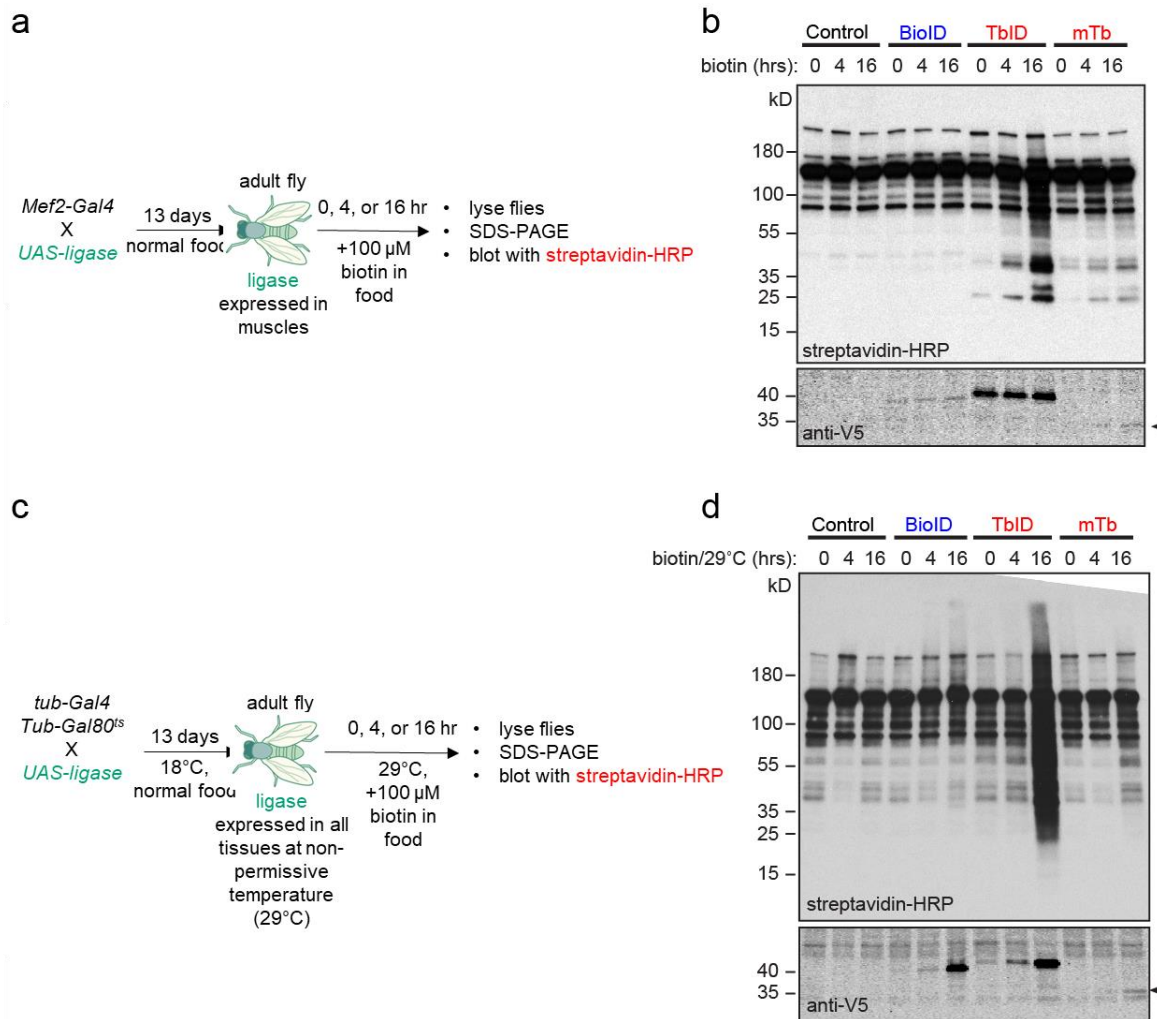 a
Mef2-Gal4
X
UAS-ligase
13 days
normal food
adult fly
ligase
expressed in
muscles
0, 4, or 16 hr
+100 µM
biotin in
food
• lyse flies
• SDS-PAGE
• blot with streptavidin-HRP
b
Control BioID TbID mTb
biotin (hrs): 0 4 16 0 4 16 0 4 16 0 4 16
kD
180
100
55
35
25
15
streptavidin-HRP
40
35
anti-V5
c
tub-Gal4
Tub-Gal80ts
X
UAS-ligase
13 days
18°C,
normal food
adult fly
ligase
expressed in all
tissues at non-
permissive
temperature
(29°C)
0, 4, or 16 hr
29°C,
+100 µM
biotin in
food
• lyse flies
• SDS-PAGE
• blot with streptavidin-HRP
d
Control BioID TbID mTb
biotin/29°C (hrs): 0 4 16 0 4 16 0 4 16 0 4 16
kD
180
100
55
35
25
15
streptavidin-HRP
40
35
anti-V5